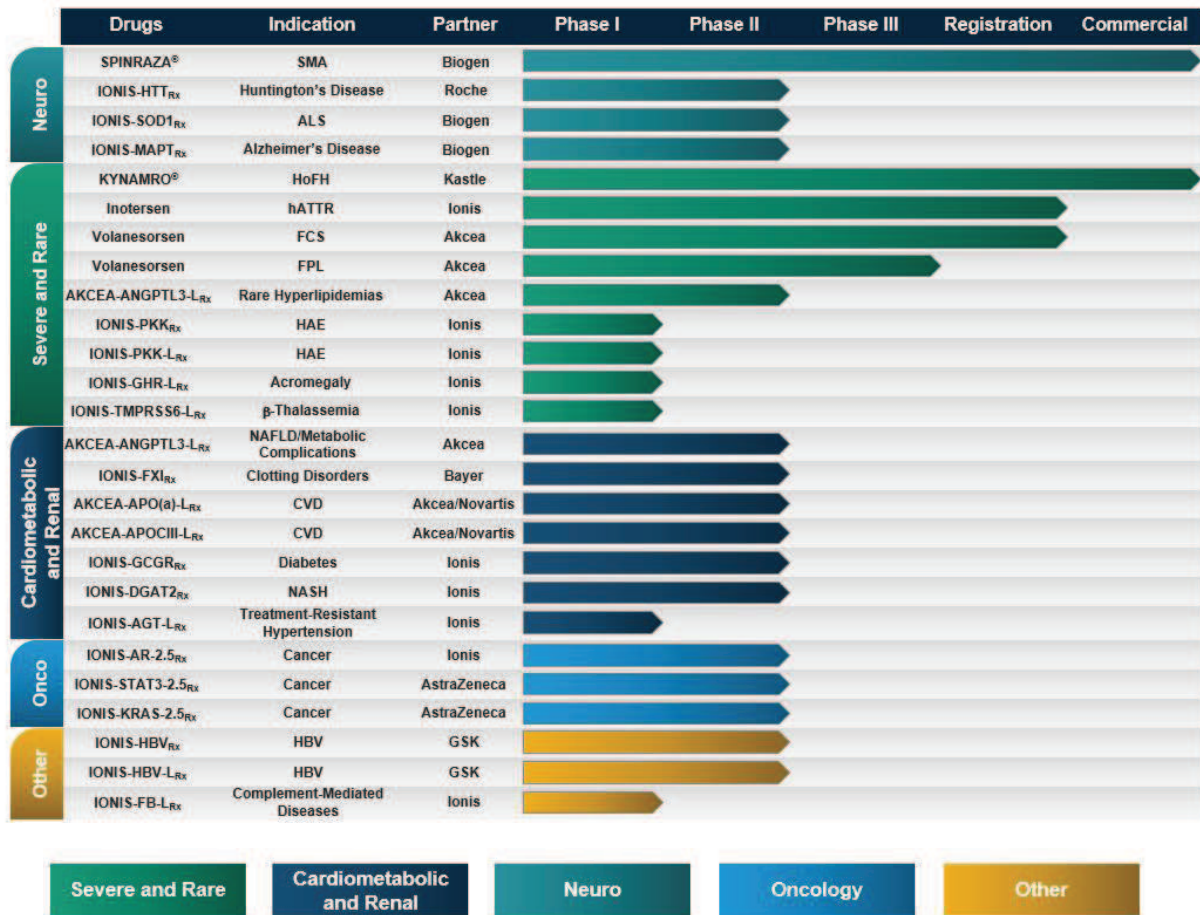 Drugs Indication Partner Phase I Phase II Phase III Registration Commercial
Neuro
SPINRAZA® SMA Biogen
IONIS-HTTRx Huntington's Disease Roche
IONIS-SOD1Rx ALS Biogen
IONIS-MAPTRx Alzheimer's Disease Biogen
Severe and Rare
KYNAMRO® HoFH Kastle
Inotersen hATTR Ionis
Volanesorsen FCS Akcea
Volanesorsen FPL Akcea
AKCEA-ANGPTL3-LRx Rare Hyperlipidemias Akcea
IONIS-PKKRx HAE Ionis
IONIS-PKK-LRx HAE Ionis
IONIS-GHR-LRx Acromegaly Ionis
IONIS-TMPRSS6-LRx β-Thalassemia Ionis
Cardiometabolic
and Renal
AKCEA-ANGPTL3-LRx NAFLD/Metabolic
Complications Akcea
IONIS-FXIRx Clotting Disorders Bayer
AKCEA-APO(a)-LRx CVD Akcea/Novartis
AKCEA-APOCIII-LRx CVD Akcea/Novartis
IONIS-GCGRRx Diabetes Ionis
IONIS-DGAT2Rx NASH Ionis
IONIS-AGT-LRx Treatment-Resistant
Hypertension Ionis
Onco
IONIS-AR-2.5Rx Cancer Ionis
IONIS-STAT3-2.5Rx Cancer AstraZeneca
IONIS-KRAS-2.5Rx Cancer AstraZeneca
Other
IONIS-HBVRx HBV GSK
IONIS-HBV-LRx HBV GSK
IONIS-FB-LRx Complement-Mediated
Diseases Ionis
Severe and Rare
Cardiometabolic
and Renal
Neuro
Oncology
Other